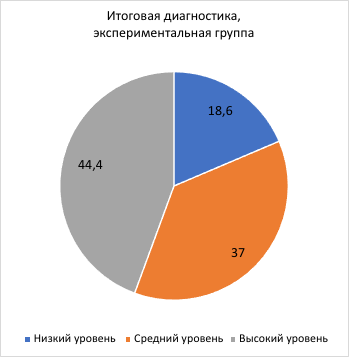 Итоговая диагностика,
экспериментальная группа
18,6
44,4
37
Низкий уровень Средний уровень Высокий уровень